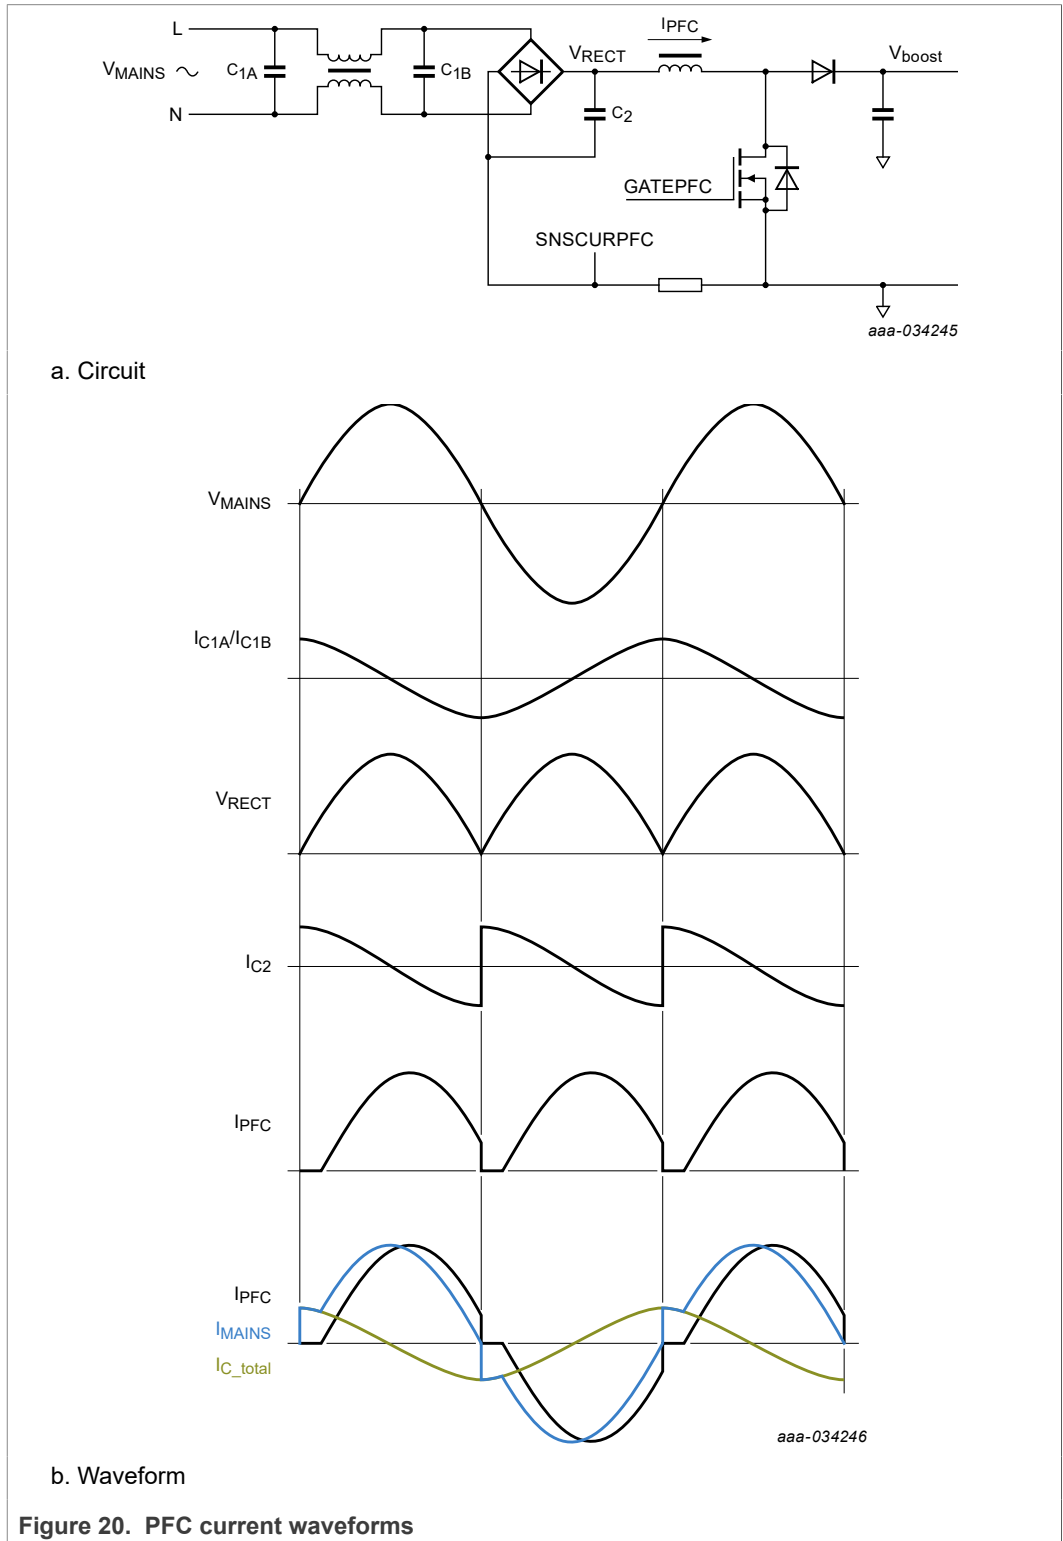 L
IPFC
VRECT
Vboost
VMAINS
C1A
C1B
C2
N
GATEPFC
SNSCURPFC
aaa-034245
a. Circuit
VMAINS
IC1A/IC1B
VRECT
IC2
IPFC
IPFC
IMAINS
IC_total
aaa-034246
b. Waveform
Figure 20. PFC current waveforms